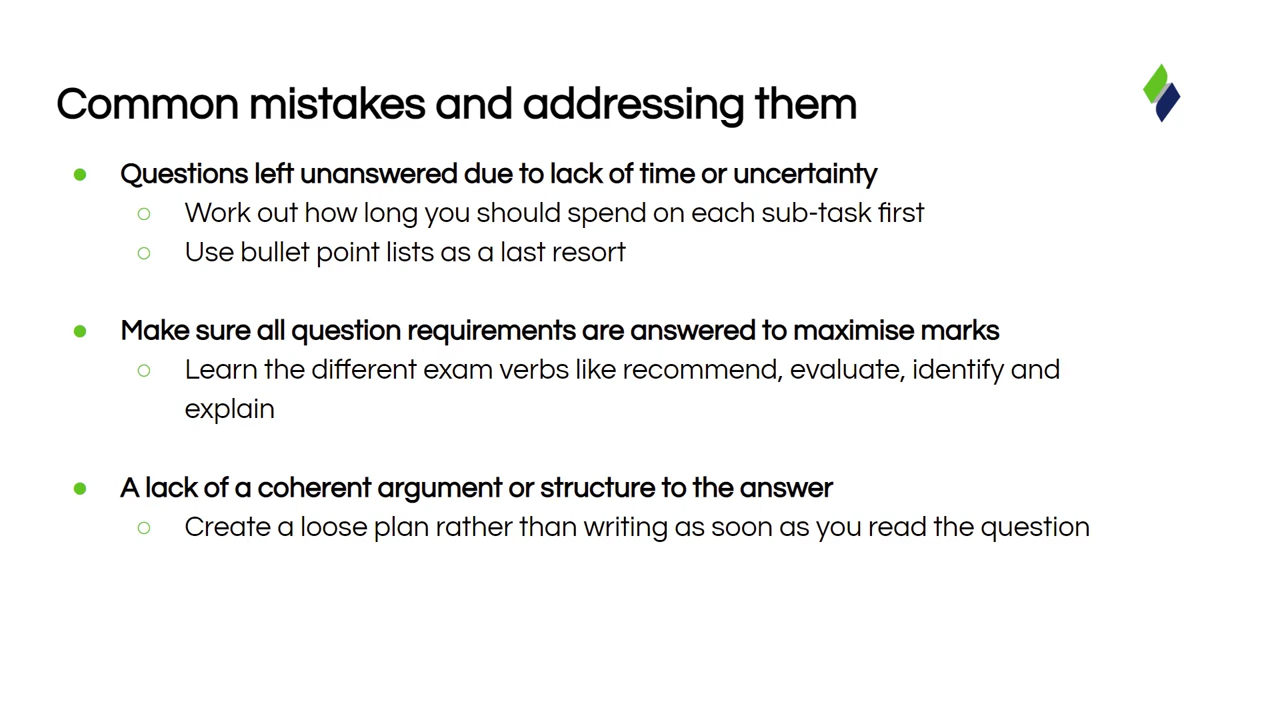 Common mistakes and addressing them
● Questions left unanswered due to lack of time or uncertainty
○ Work out how long you should spend on each sub-task first
○ Use bullet point lists as a last resort
● Make sure all question requirements are answered to maximise marks
○ Learn the different exam verbs like recommend, evaluate, identify and
explain
● A lack of a coherent argument or structure to the answer
○ Create a loose plan rather than writing as soon as you read the question